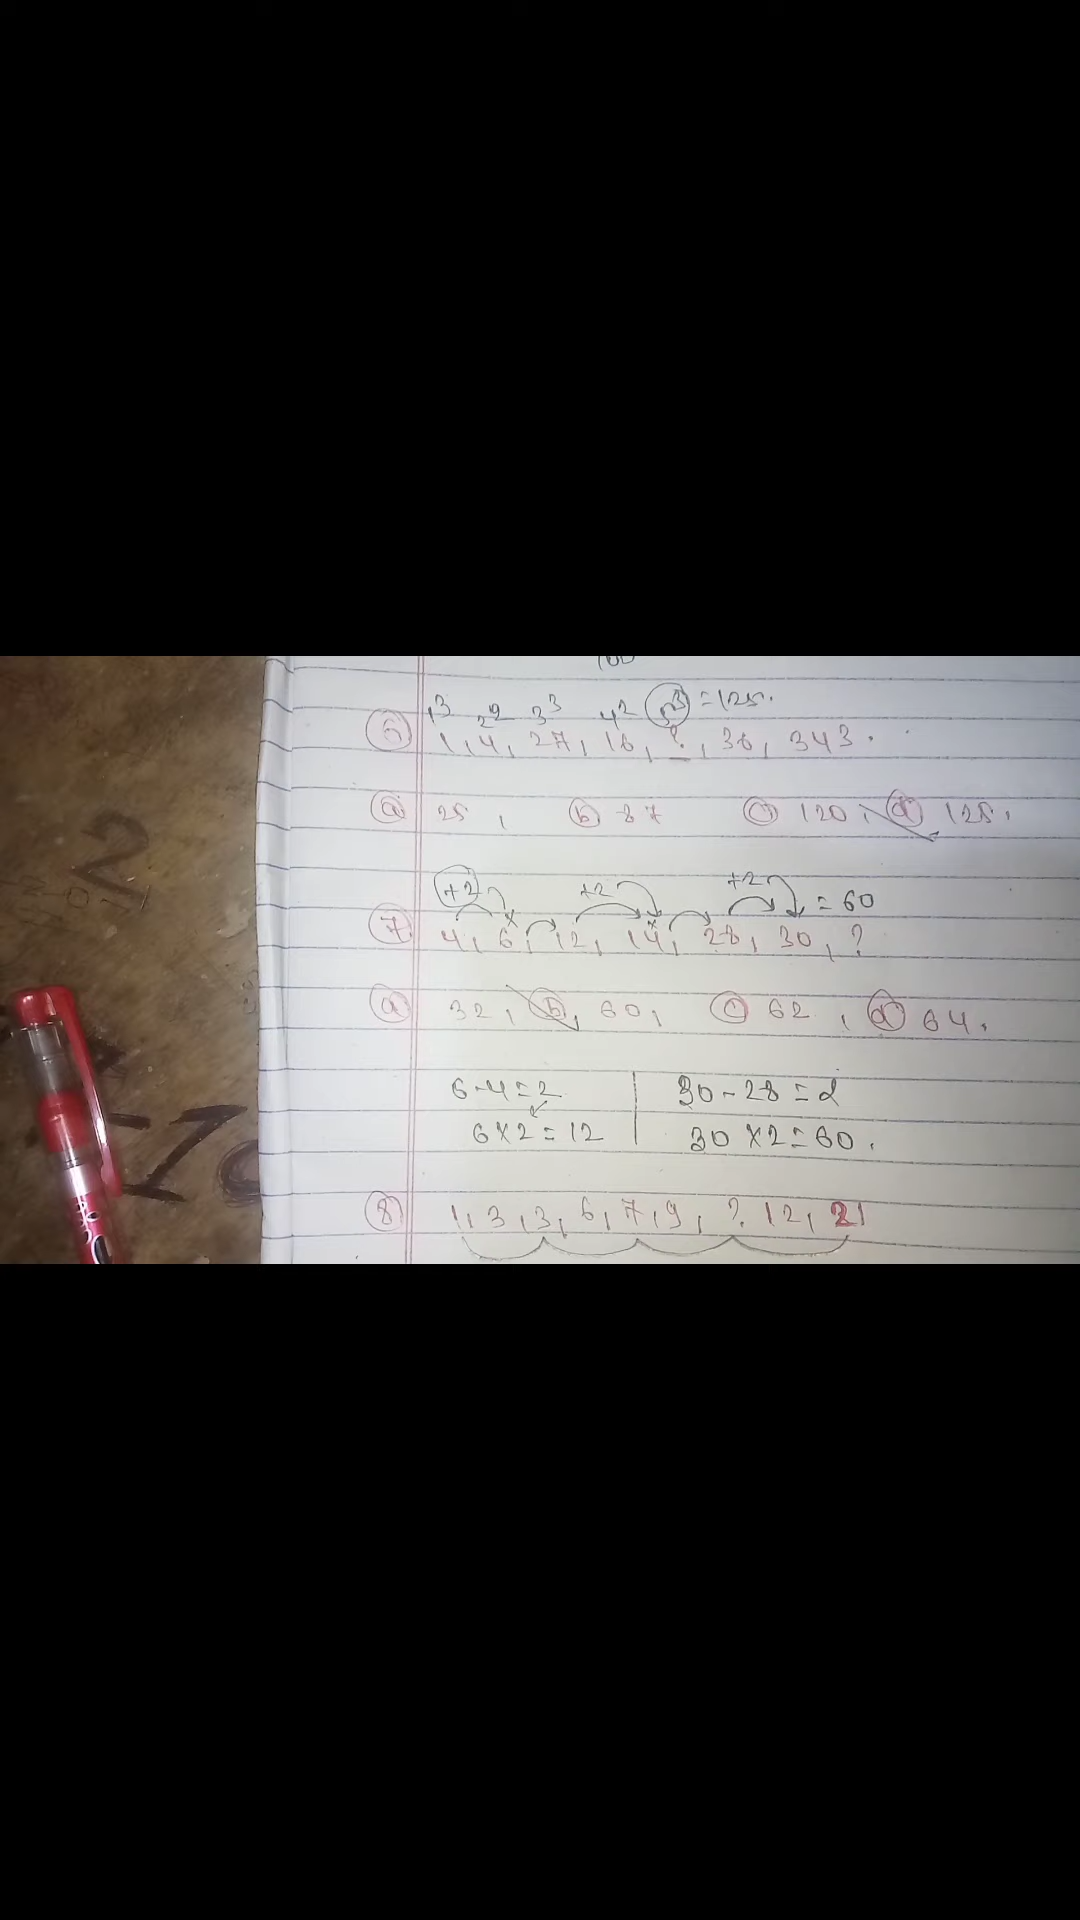 1³ 2² 3³ 4² 5³ = 125.
6 1, 4, 27, 16, ?, 36, 343.
a 25, b 87 c 120, d 125.
+2 +2 +2 = 60
7. 4, 6, 12, 14, 28, 30, ?
a 32, b, 60, c 62, d 64.
6-4=2 30-28=2
6×2=12 30×2=60.
8 1, 3, 3, 6, 7, 9, ?, 12, 21